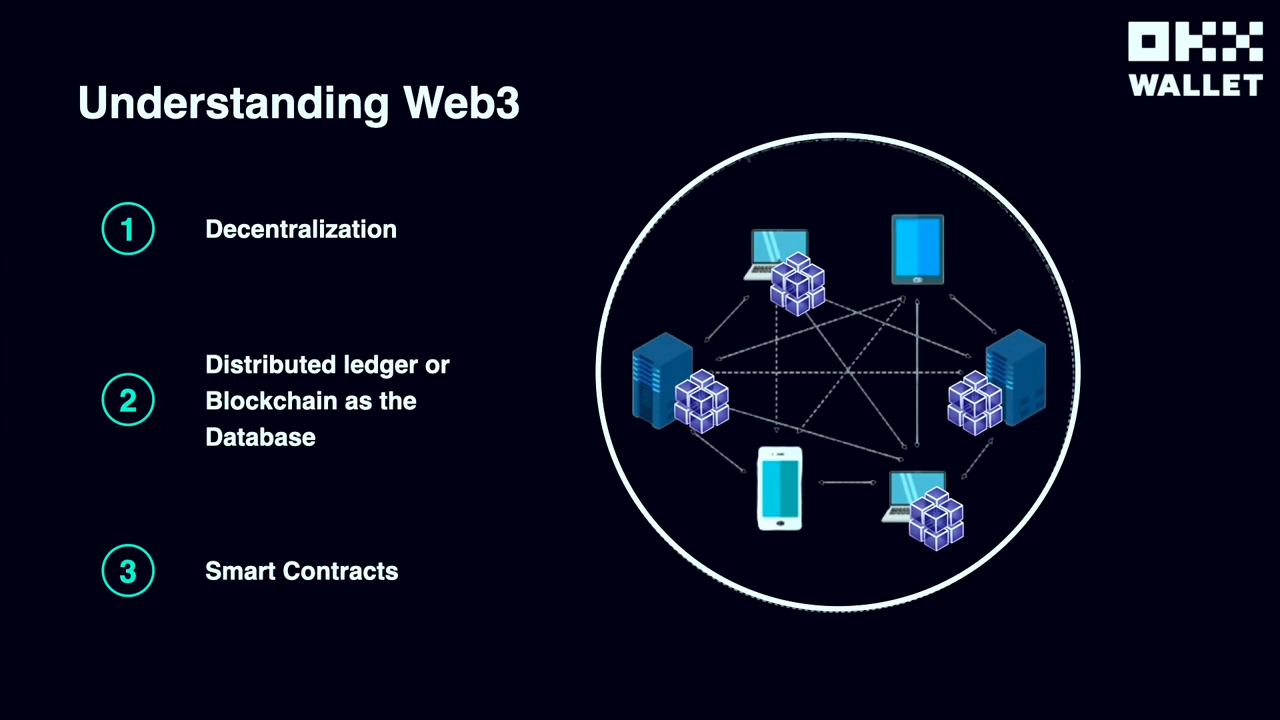 OKX
WALLET
Understanding Web3
1
Decentralization
2
Distributed ledger or
Blockchain as the
Database
3
Smart Contracts